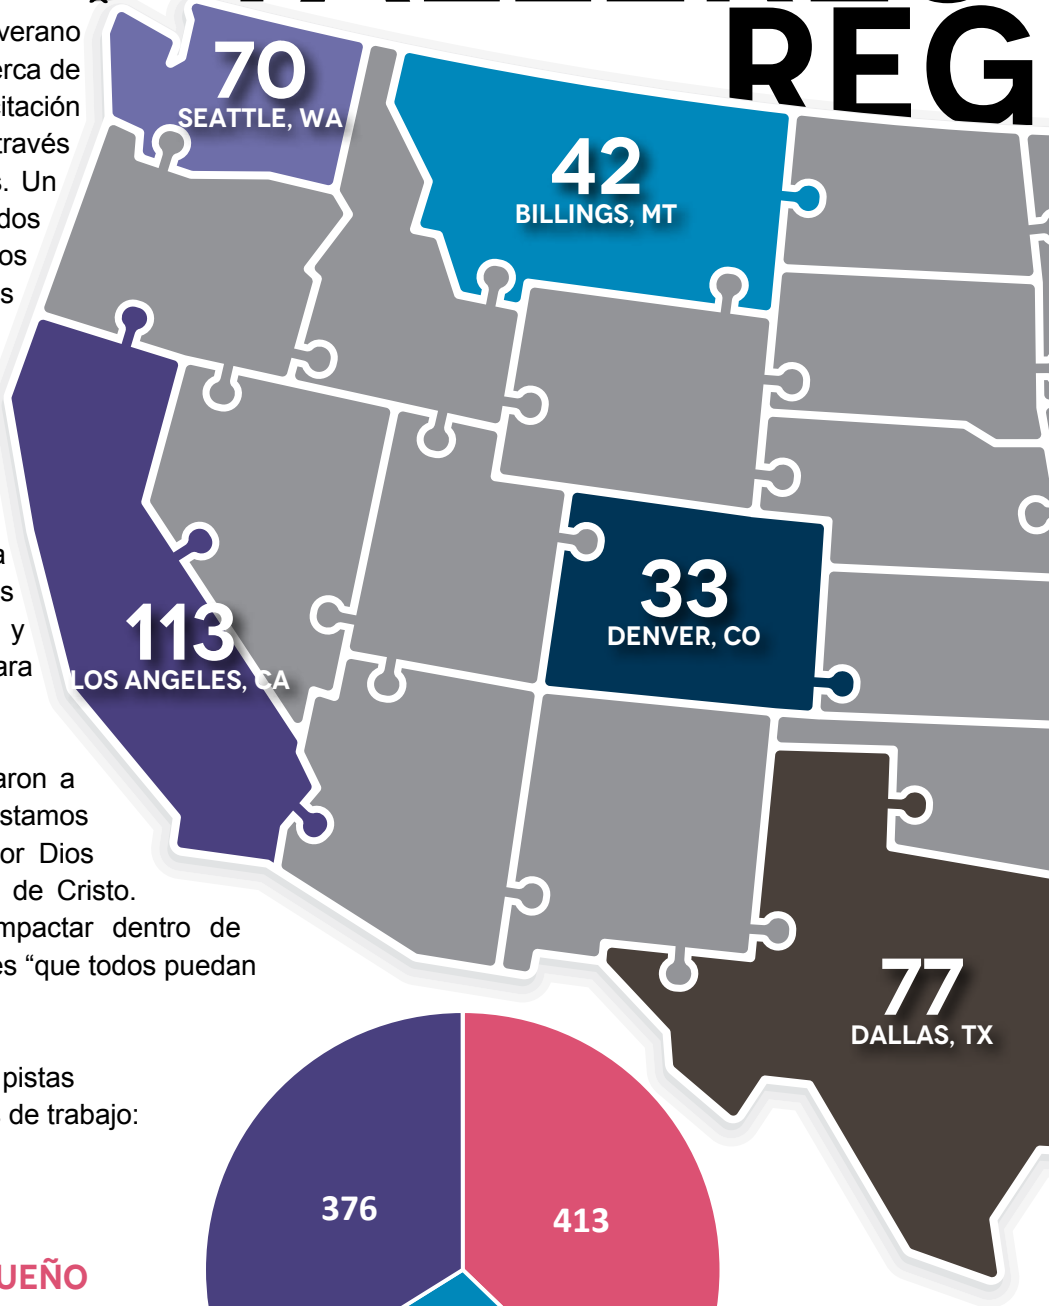 REG
verano
erca de
citación
través
s. Un
dos
os
s
a
s
y
ara
aron a
stamos
or Dios
de Cristo.
mpactar dentro de
es “que todos puedan
pistas
s de trabajo:
UEÑO
70
SEATTLE, WA
42
BILLINGS, MT
33
DENVER, CO
113
LOS ANGELES, CA
77
DALLAS, TX
376
413